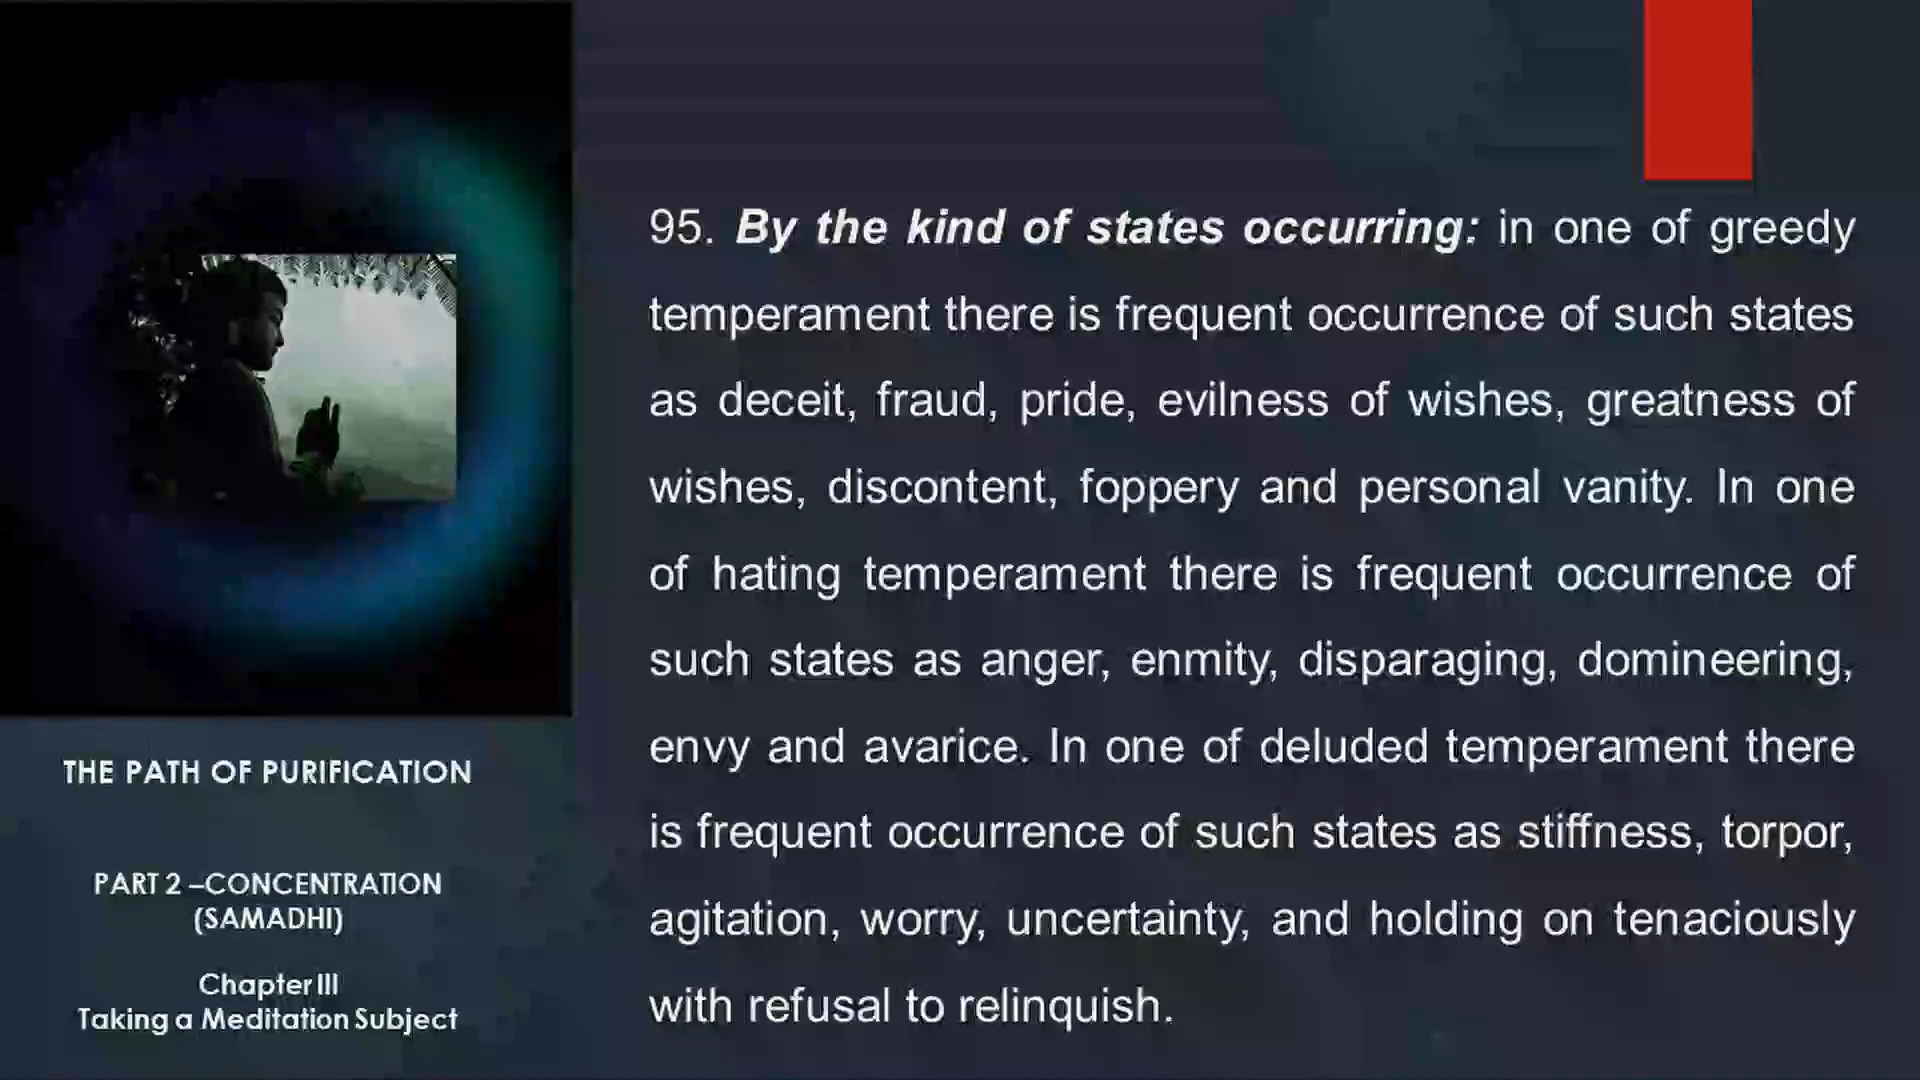 THE PATH OF PURIFICATION
PART 2 –CONCENTRATION
(SAMADHI)
Chapter III
Taking a Meditation Subject
95. By the kind of states occurring: in one of greedy
temperament there is frequent occurrence of such states
as deceit, fraud, pride, evilness of wishes, greatness of
wishes, discontent, foppery and personal vanity. In one
of hating temperament there is frequent occurrence of
such states as anger, enmity, disparaging, domineering,
envy and avarice. In one of deluded temperament there
is frequent occurrence of such states as stiffness, torpor,
agitation, worry, uncertainty, and holding on tenaciously
with refusal to relinquish.